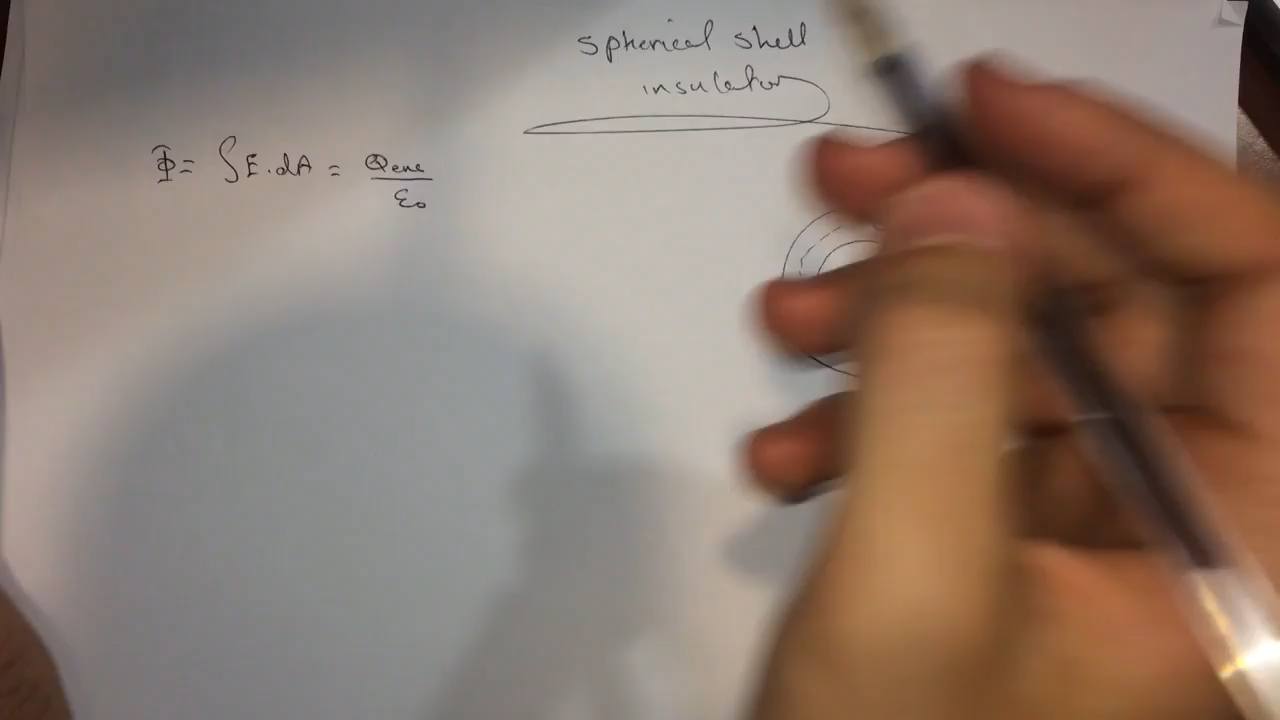 spherical shell
insulator
Φ = ∫E.dA = Qenc / ε₀